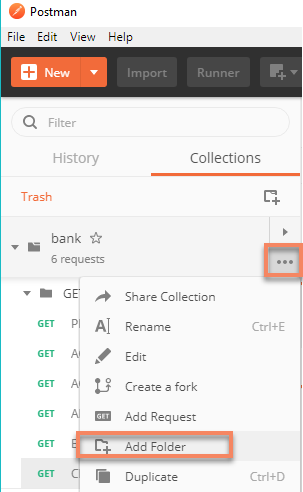 Postman
File Edit View Help
New Import Runner
Filter
History Collections
Trash
bank
6 requests
GE
Share Collection
GET
Rename Ctrl+E
GET
Edit
GET
Create a fork
GET
GET Add Request
GET
Add Folder
GET
Duplicate Ctrl+D